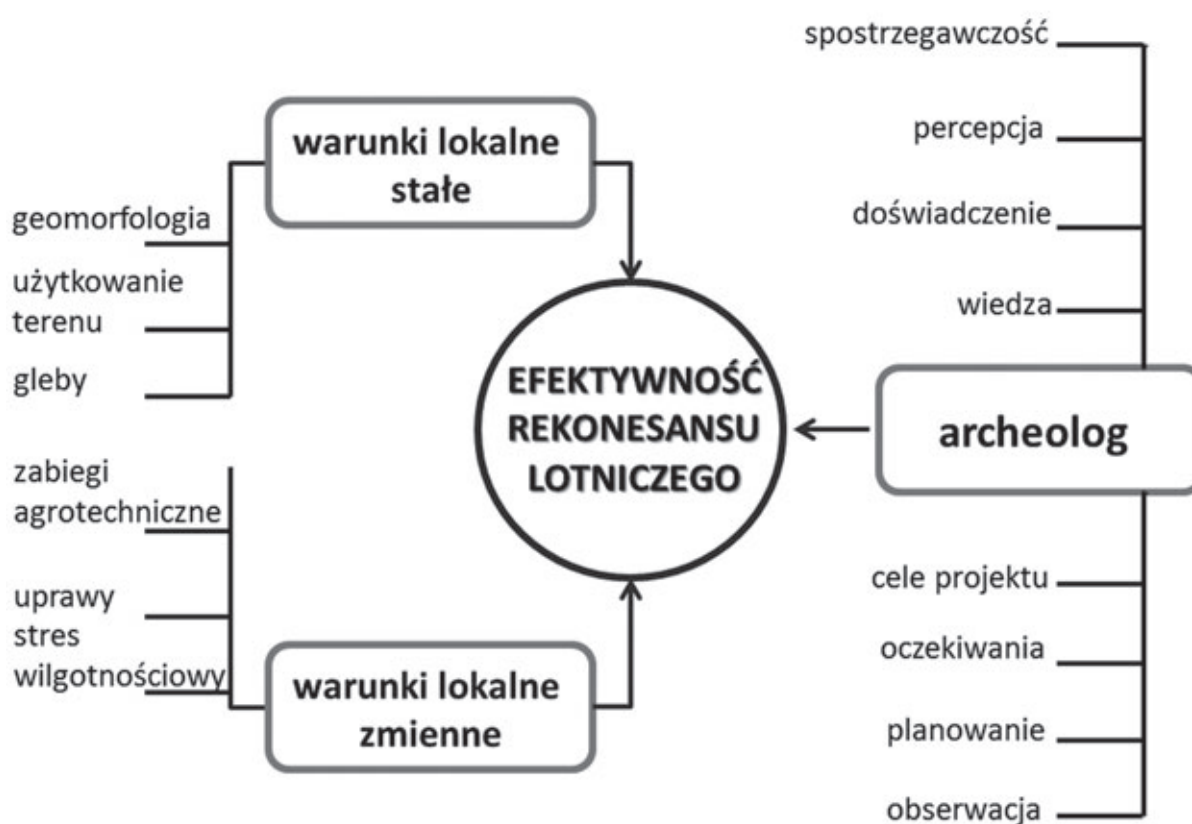 warunki lokalne
stałe
geomorfologia
użytkowanie
terenu
gleby
zabiegi
agrotechniczne
uprawy
stres
wilgotnościowy
warunki lokalne
zmienne
EFEKTYWNOŚĆ
REKONESANSU
LOTNICZEGO
spostrzegawczość
percepcja
doświadczenie
wiedza
archeolog
cele projektu
oczekiwania
planowanie
obserwacja